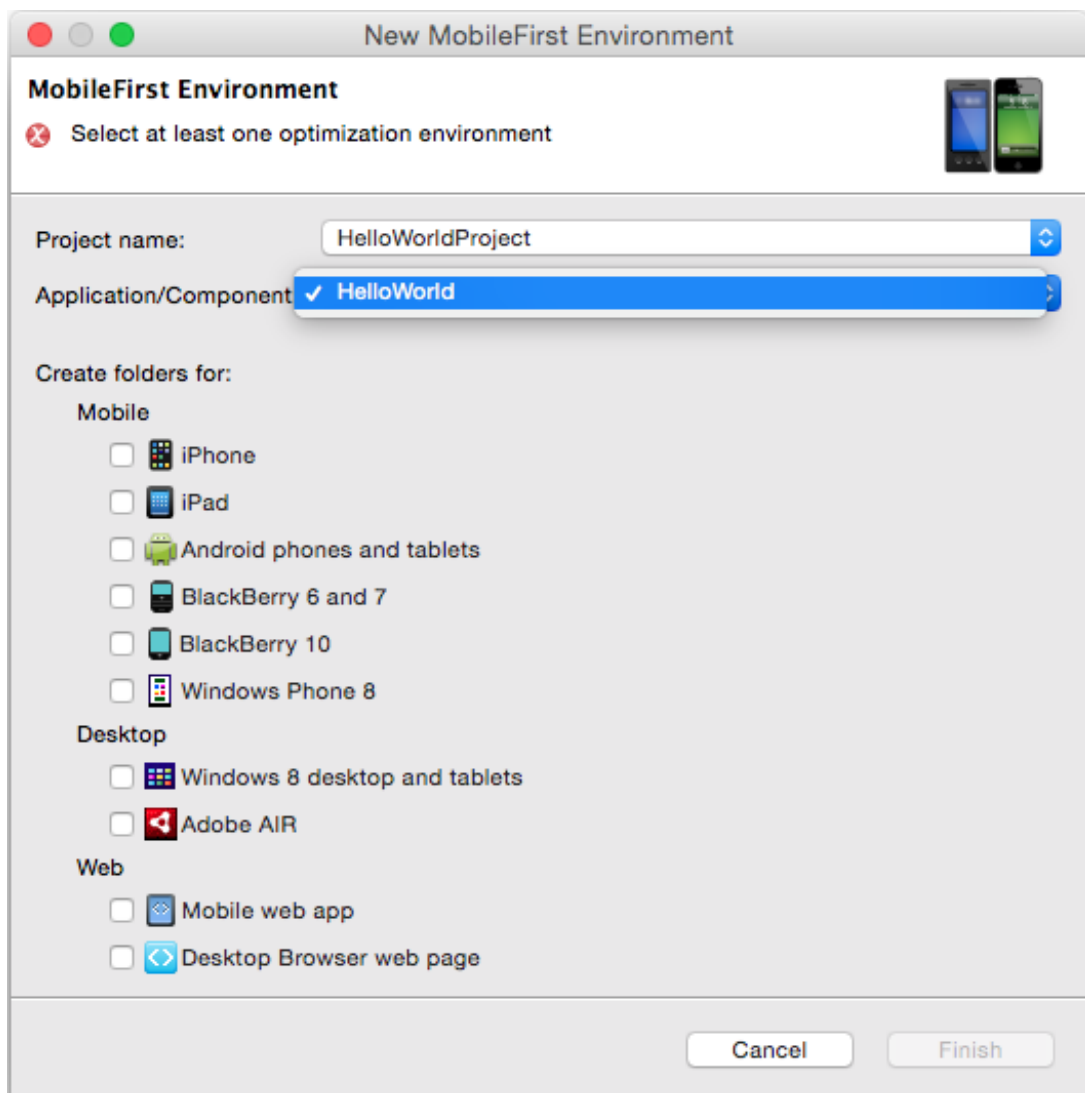 New MobileFirst Environment
MobileFirst Environment
Select at least one optimization environment
Project name: HelloWorldProject
Application/Component ✓ HelloWorld
Create folders for:
Mobile
iPhone
iPad
Android phones and tablets
BlackBerry 6 and 7
BlackBerry 10
Windows Phone 8
Desktop
Windows 8 desktop and tablets
Adobe AIR
Web
Mobile web app
Desktop Browser web page
Cancel Finish